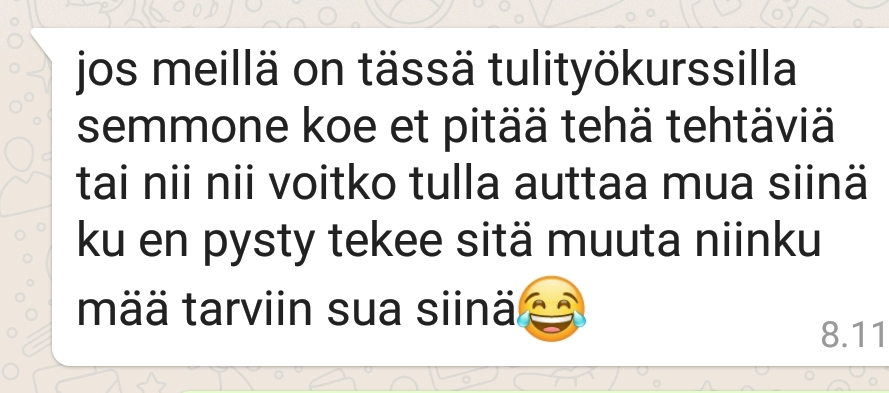 jos meillä on tässä tulityökurssilla
semmone koe et pitää tehä tehtäviä
tai nii nii voitko tulla auttaa mua siinä
ku en pysty tekee sitä muuta niinku
mää tarviin sua siinä😂
8.11